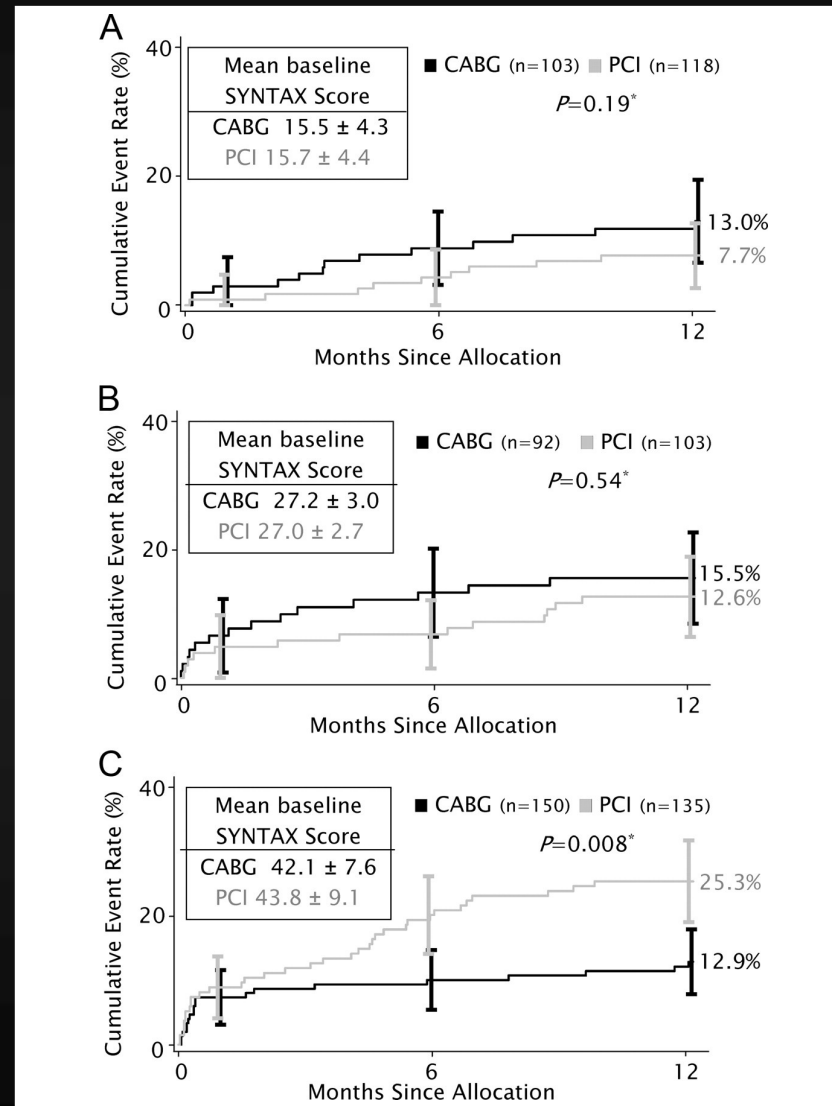 A
40
20
0
Cumulative Event Rate (%)
Mean baseline
SYNTAX Score
CABG 15.5 ± 4.3
PCI 15.7 ± 4.4
CABG (n=103) PCI (n=118)
P=0.19*
13.0%
7.7%
0 6 12
Months Since Allocation
B
40
20
0
Cumulative Event Rate (%)
Mean baseline
SYNTAX Score
CABG 27.2 ± 3.0
PCI 27.0 ± 2.7
CABG (n=92) PCI (n=103)
P=0.54*
15.5%
12.6%
0 6 12
Months Since Allocation
C
40
20
0
Cumulative Event Rate (%)
Mean baseline
SYNTAX Score
CABG 42.1 ± 7.6
PCI 43.8 ± 9.1
CABG (n=150) PCI (n=135)
P=0.008*
25.3%
12.9%
0 6 12
Months Since Allocation